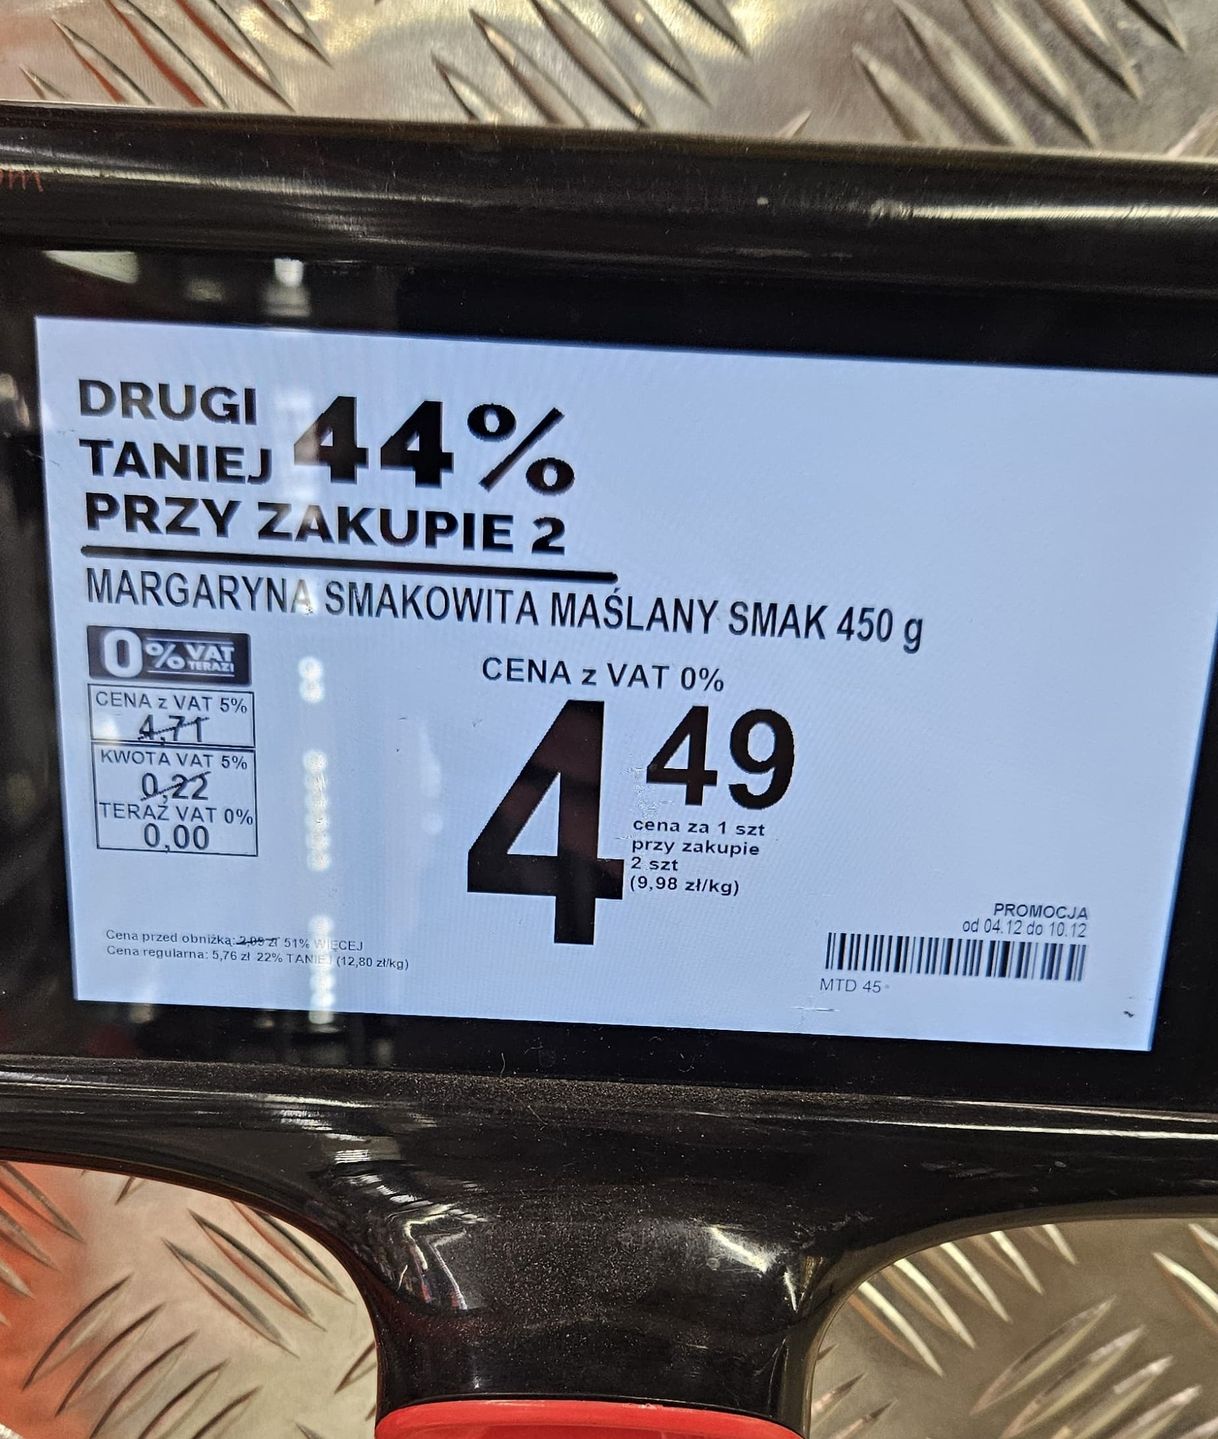 om
DRUGI
TANIEJ 44%
PRZY ZAKUPIE 2
MARGARYNA SMAKOWITA MAŚLANY SMAK 450 g
0% VAT
TERAZ!
CENA z VAT 5%
4,71
KWOTA VAT 5%
0,22
TERAZ VAT 0%
0,00
CENA z VAT 0%
4 49
cena za 1 szt
przy zakupie
2 szt
(9,98 zł/kg)
Cena przed obniżką: zł 51% WIĘCEJ
Cena regularna: 5,76 zł 22% TANIEJ (12,80 zł/kg)
PROMOCJA
od 04.12 do 10.12
MTD 45